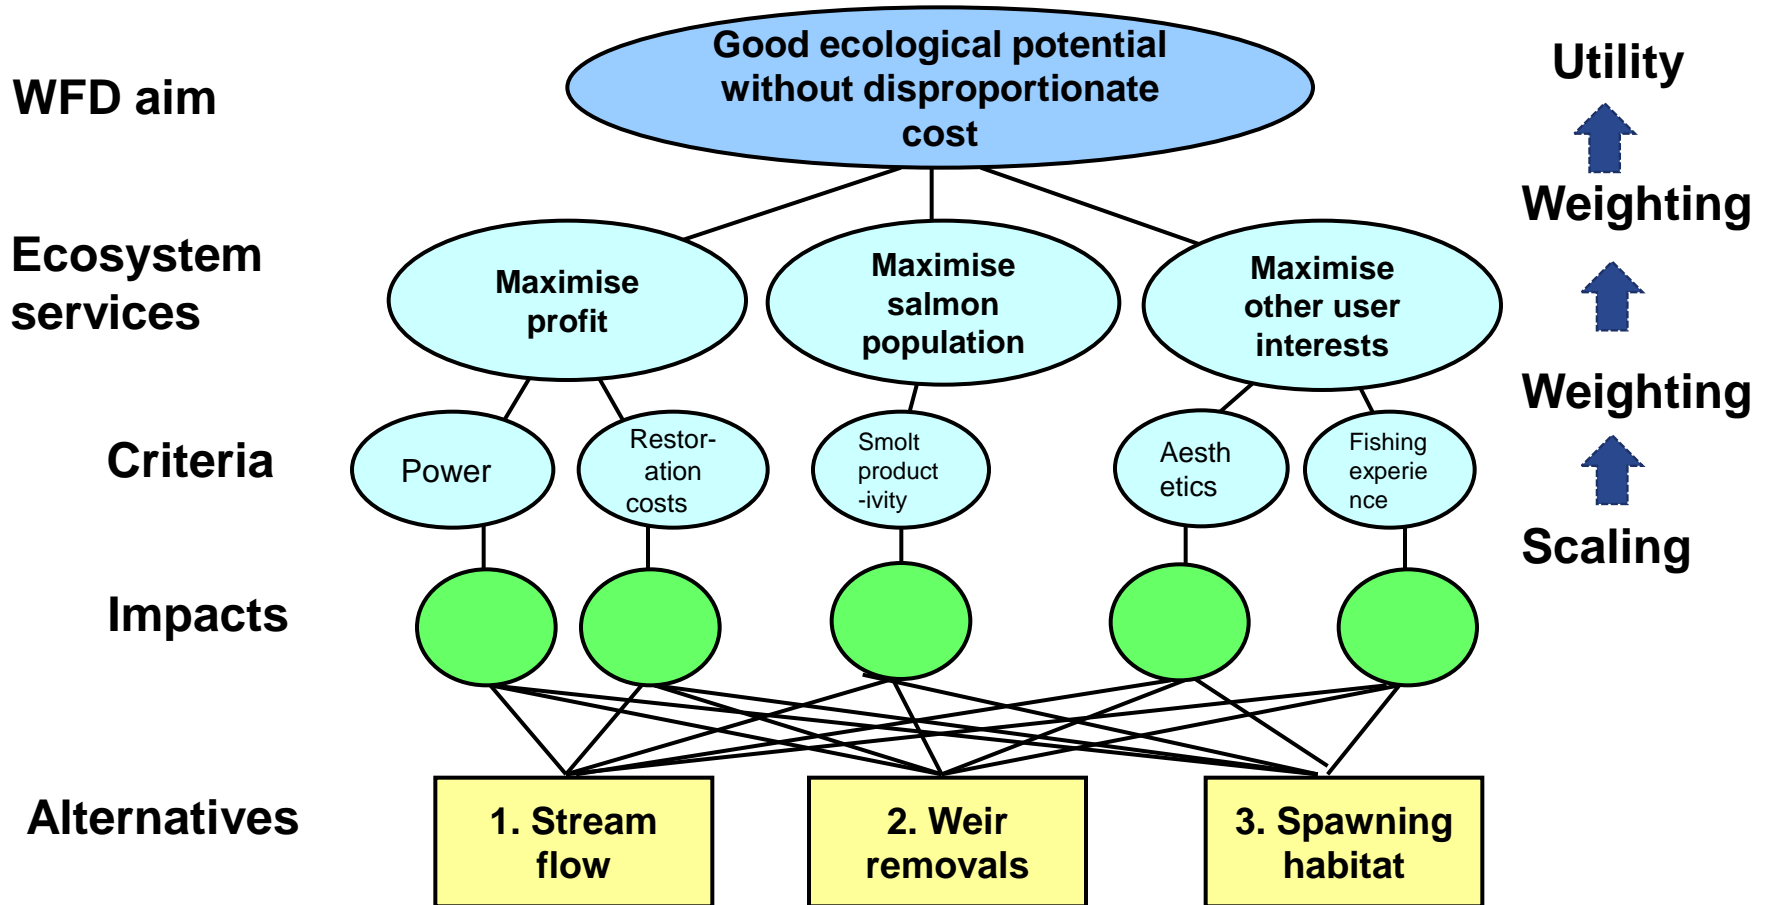 Good ecological potential
without disproportionate
cost
Utility
WFD aim
Weighting
Ecosystem
services
Maximise
profit
Maximise
salmon
population
Maximise
other user
interests
Weighting
Criteria
Power
Restor-
ation
costs
Smolt
product
-ivity
Aesth
etics
Fishing
experie
nce
Scaling
Impacts
Alternatives
1. Stream
flow
2. Weir
removals
3. Spawning
habitat